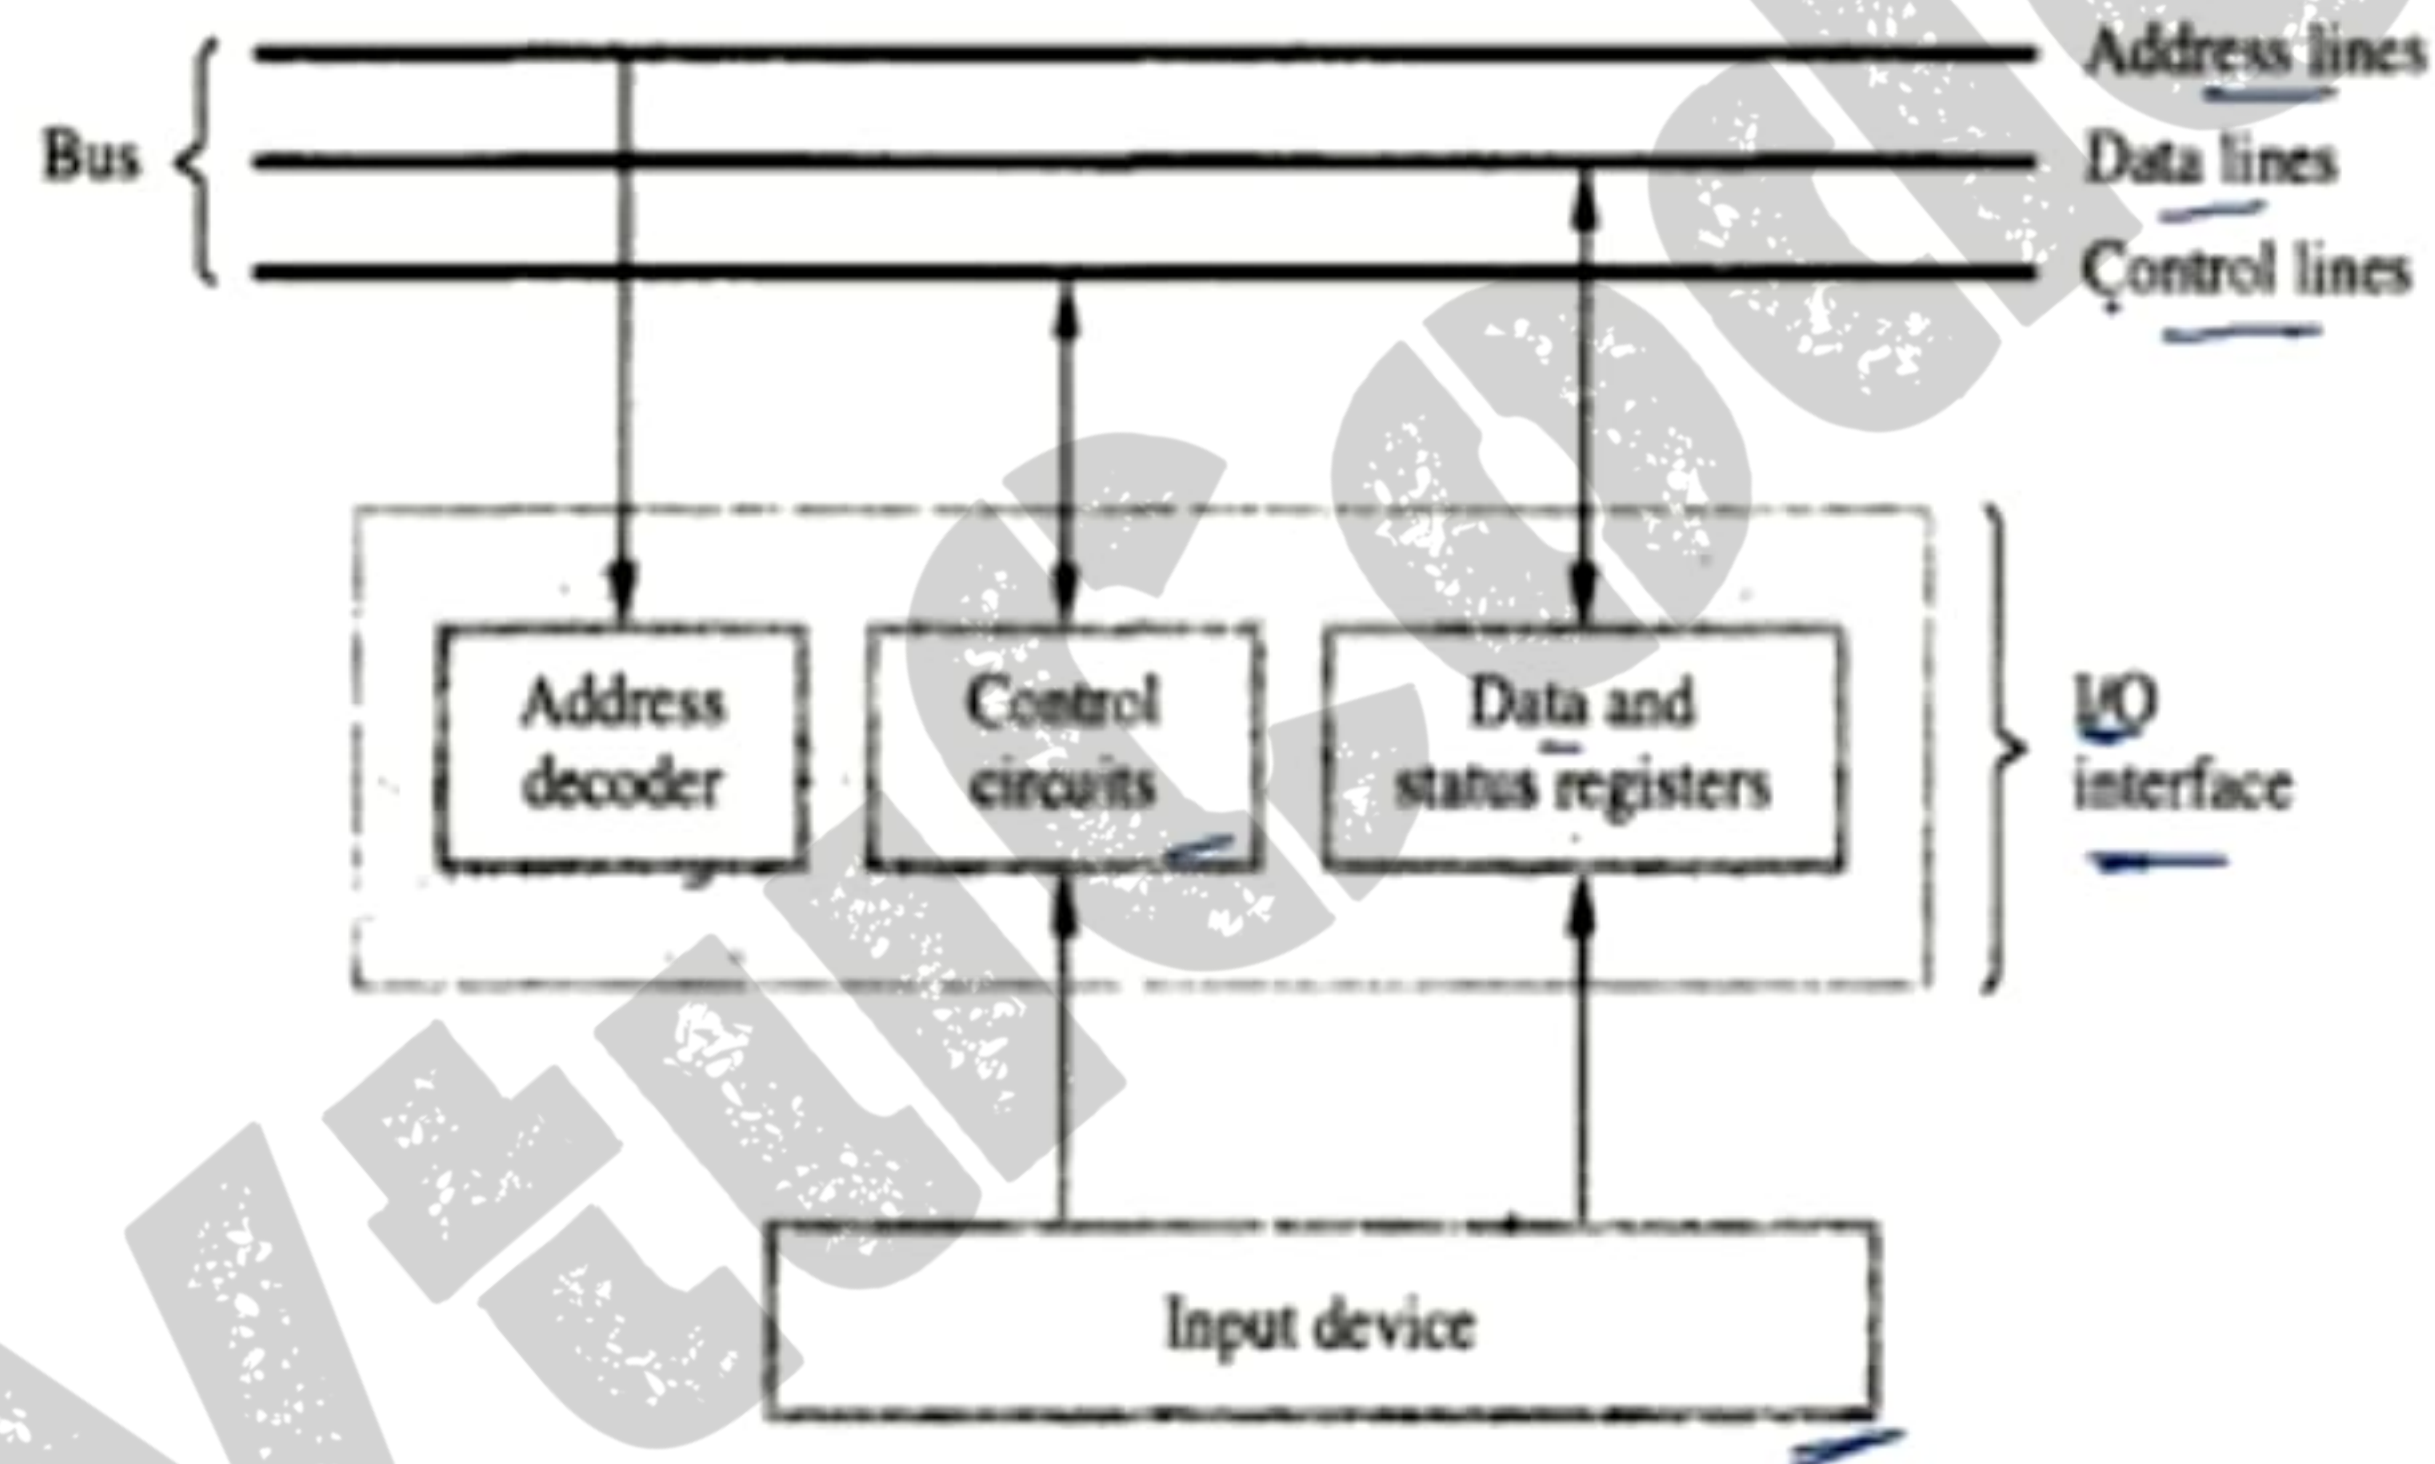 Address lines
Bus
Data lines
Control lines
Address
decoder
Control
circuits
Data and
status registers
I/O
interface
Input device